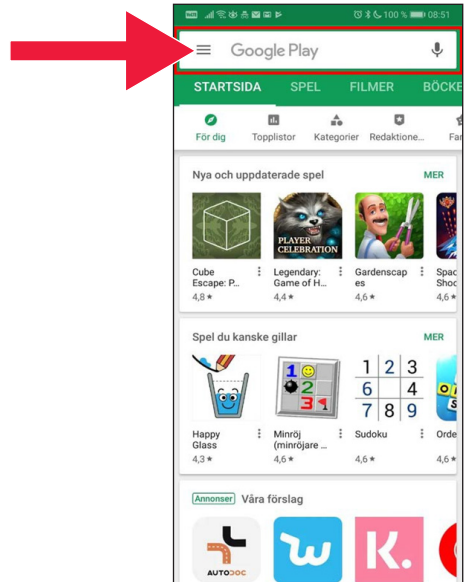 100 % 08:51
Google Play
STARTSIDA SPEL FILMER BÖCKE
För dig Topplistor Kategorier Redaktione... Fan
Nya och uppdaterade spel MER
PLAYER
CELEBRATION
Cube
Escape: P...
4,8★
Legendary:
Game of H...
4,4★
Gardenscap
es
4,6★
Spac
Shoc
4,6★
Spel du kanske gillar MER
1
2
3
1 2 3
6 4
7 8 9
Happy
Glass
4,3★
Minröj
(minröjare ...
4,6★
Sudoku
4,6★
Orde
4,6★
Annonser Våra förslag
AUTODOC
W
K.